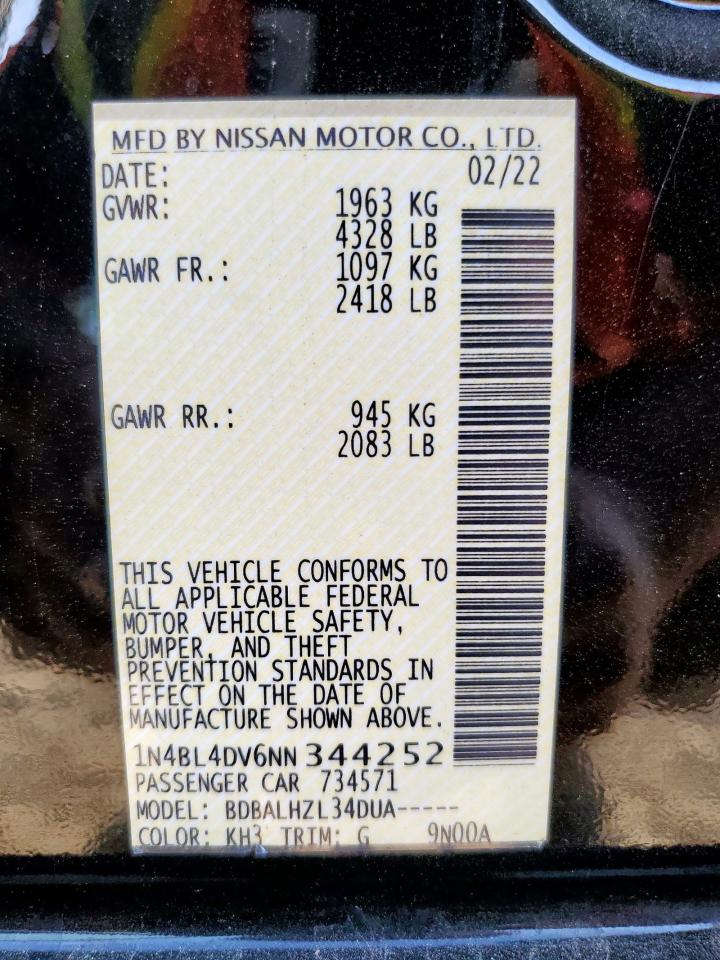 MFD BY NISSAN MOTOR CO., LTD.
DATE: 02/22
GVWR: 1963 KG
4328 LB
GAWR FR.: 1097 KG
2418 LB
GAWR RR.: 945 KG
2083 LB
THIS VEHICLE CONFORMS TO
ALL APPLICABLE FEDERAL
MOTOR VEHICLE SAFETY,
BUMPER, AND THEFT
PREVENTION STANDARDS IN
EFFECT ON THE DATE OF
MANUFACTURE SHOWN ABOVE.
1N4BL4DV6NN344252
PASSENGER CAR 734571
MODEL: BDBALHZL34DUA-----
COLOR: KH3 TRIM: G 9N00A